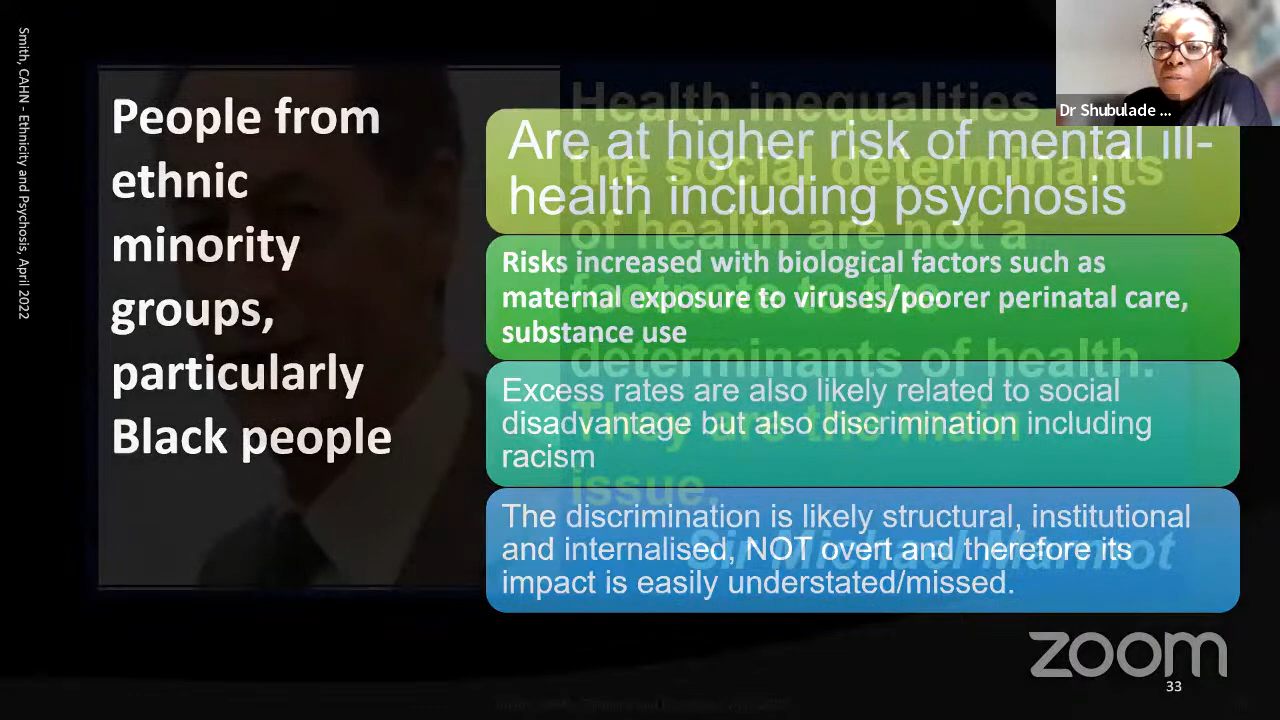 Smith, CAHN - Ethnicity and Psychosis, April 2022
People from
ethnic
minority
groups,
particularly
Black people
Dr Shubulade ...
Are at higher risk of mental ill-
health including psychosis
Risks increased with biological factors such as
maternal exposure to viruses/poorer perinatal care,
substance use
Excess rates are also likely related to social
disadvantage but also discrimination including
racism
The discrimination is likely structural, institutional
and internalised, NOT overt and therefore its
impact is easily understated/missed.
Health inequalities
the social determinants
of health are not a
footnote to the
determinants of health.
They are the main
issue.
Sir Michael Marmot
zoom
33